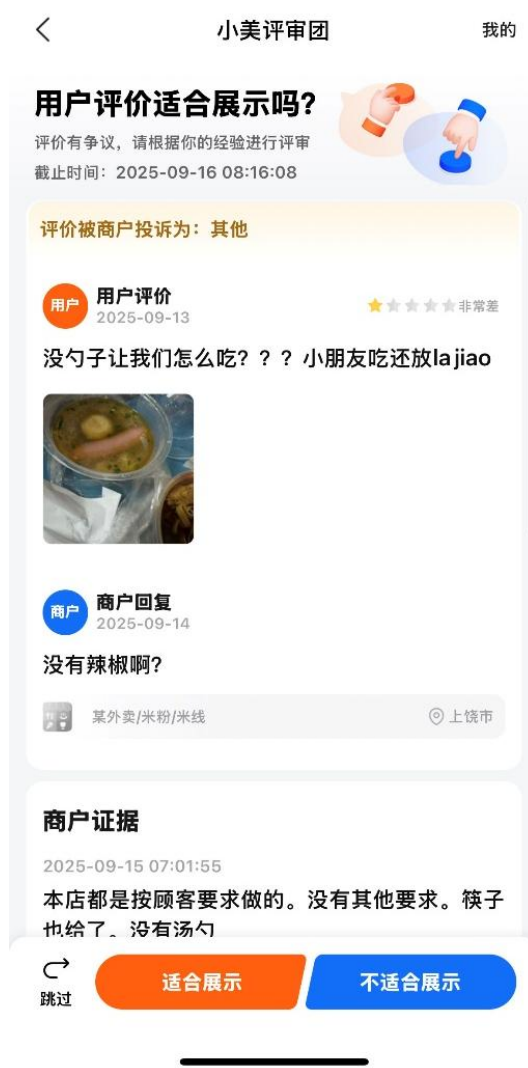 小美评审团
我的
用户评价适合展示吗?
评价有争议，请根据你的经验进行评审
截止时间：2025-09-16 08:16:08
评价被商户投诉为：其他
用户
用户评价
2025-09-13
非常差
没勺子让我们怎么吃？？？小朋友吃还放lajiao
商户
商户回复
2025-09-14
没有辣椒啊?
某外卖/米粉/米线
上饶市
商户证据
2025-09-15 07:01:55
本店都是按顾客要求做的。没有其他要求。筷子
也给了。没有汤勺
跳过
适合展示
不适合展示